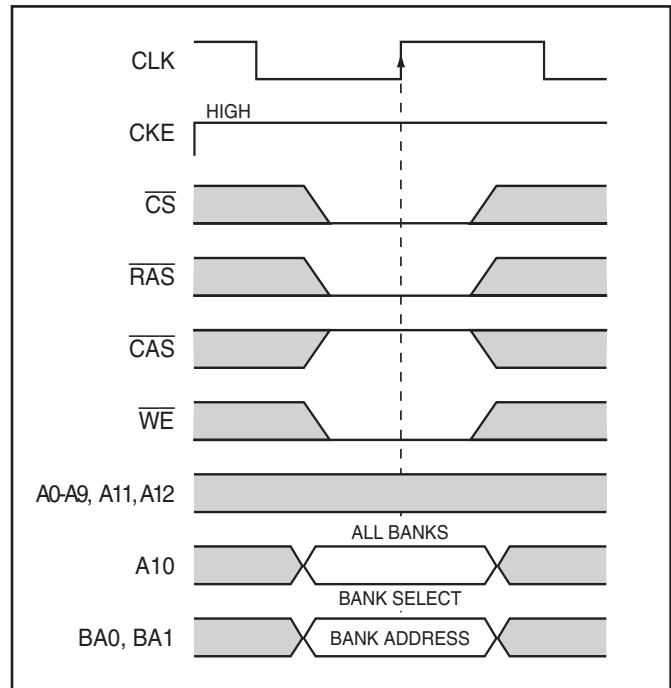 CLK
HIGH
CKE
CS
RAS
CAS
WE
A0-A9, A11, A12
ALL BANKS
A10
BANK SELECT
BA0, BA1 BANK ADDRESS